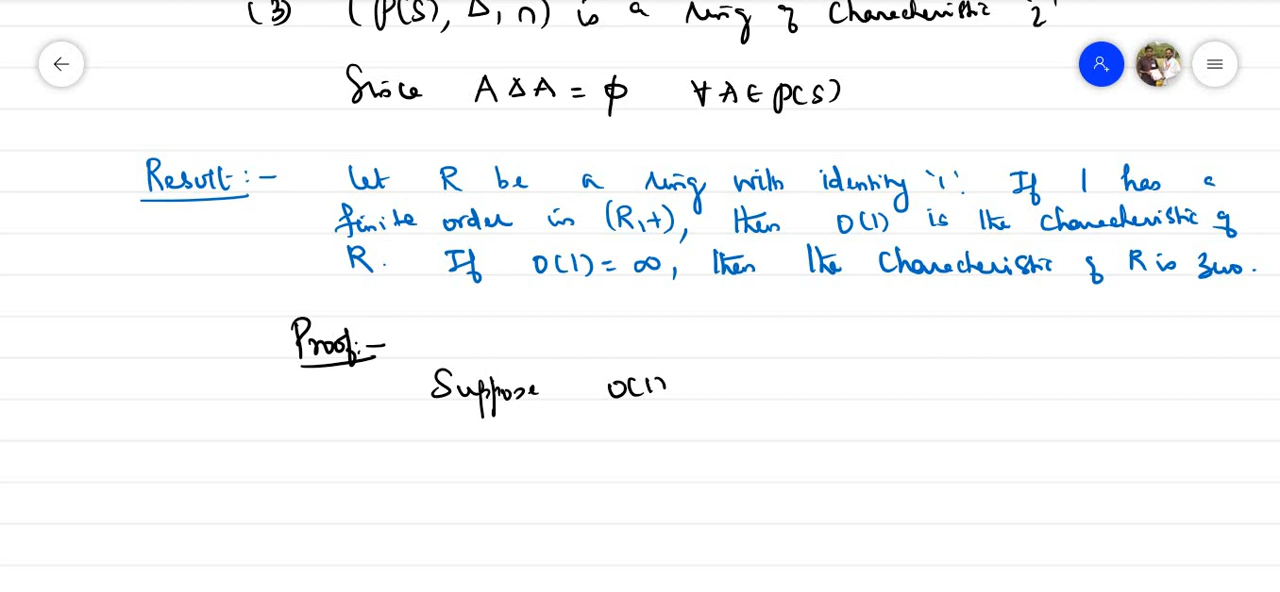 (3) (P(S), Δ, ∩) is a ring of characteristic 2'
Since A Δ A = ϕ ∀ A ∈ P(S)
Result :- Let R be a ring with identity '1'. If 1 has a
finite order in (R,+), then O(1) is the characteristic of
R. If O(1) = ∞, then the characteristic of R is zero.
Proof :-
Suppose O(1)